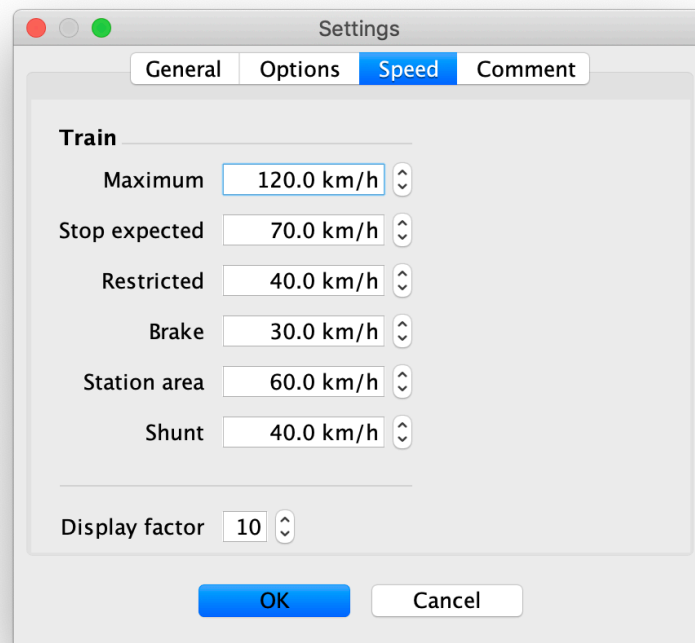 Settings
General Options Speed Comment
Train
Maximum 120.0 km/h
Stop expected 70.0 km/h
Restricted 40.0 km/h
Brake 30.0 km/h
Station area 60.0 km/h
Shunt 40.0 km/h
Display factor 10
OK Cancel